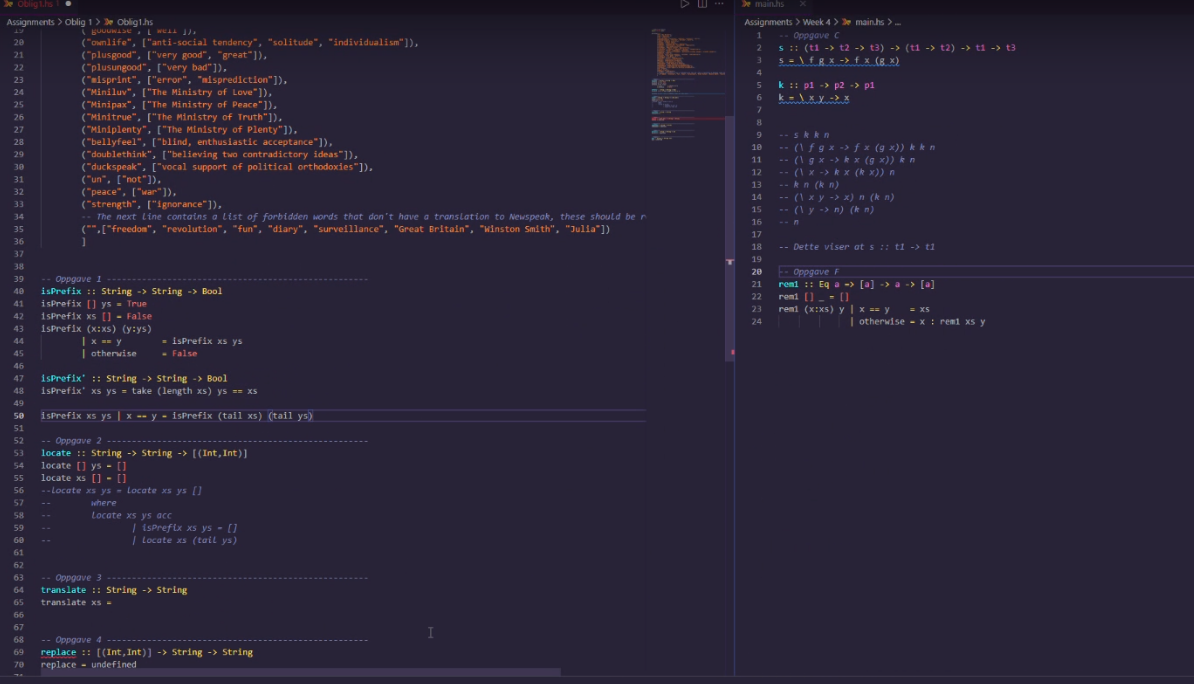 Oblig1.hs 1
Assignments > Oblig 1 > Oblig1.hs
19 ("goodwise", ["well"]),
20 ("ownlife", ["anti-social tendency", "solitude", "individualism"]),
21 ("plusgood", ["very good", "great"]),
22 ("plusungood", ["very bad"]),
23 ("misprint", ["error", "misprediction"]),
24 ("Miniluv", ["The Ministry of Love"]),
25 ("Minipax", ["The Ministry of Peace"]),
26 ("Minitrue", ["The Ministry of Truth"]),
27 ("Miniplenty", ["The Ministry of Plenty"]),
28 ("bellyfeel", ["blind, enthusiastic acceptance"]),
29 ("doublethink", ["believing two contradictory ideas"]),
30 ("duckspeak", ["vocal support of political orthodoxies"]),
31 ("un", ["not"]),
32 ("peace", ["war"]),
33 ("strength", ["ignorance"]),
34 -- The next line contains a list of forbidden words that don't have a translation to Newspeak, these should be r
35 ("",["freedom", "revolution", "fun", "diary", "surveillance", "Great Britain", "Winston Smith", "Julia"])
36 ]
37
38
39 -- Oppgave 1 ---------------------------------------------------
40 isPrefix :: String -> String -> Bool
41 isPrefix [] ys = True
42 isPrefix xs [] = False
43 isPrefix (x:xs) (y:ys)
44 | x == y = isPrefix xs ys
45 | otherwise = False
46
47 isPrefix' :: String -> String -> Bool
48 isPrefix' xs ys = take (length xs) ys == xs
49
50 isPrefix xs ys | x == y = isPrefix (tail xs) (tail ys)
51
52 -- Oppgave 2 ---------------------------------------------------
53 locate :: String -> String -> [(Int,Int)]
54 locate [] ys = []
55 locate xs [] = []
56 --locate xs ys = locate xs ys []
57 -- where
58 -- locate xs ys acc
59 -- | isPrefix xs ys = []
60 -- | locate xs (tail ys)
61
62
63 -- Oppgave 3 ---------------------------------------------------
64 translate :: String -> String
65 translate xs =
66
67
68 -- Oppgave 4 ---------------------------------------------------
69 replace :: [(Int,Int)] -> String -> String
70 replace = undefined
71
main.hs
Assignments > Week 4 > main.hs > ...
1 -- Oppgave C
2 s :: (t1 -> t2 -> t3) -> (t1 -> t2) -> t1 -> t3
3 s = \ f g x -> f x (g x)
4
5 k :: p1 -> p2 -> p1
6 k = \ x y -> x
7
8
9 -- s k k n
10 -- (\ f g x -> f x (g x)) k k n
11 -- (\ g x -> k x (g x)) k n
12 -- (\ x -> k x (k x)) n
13 -- k n (k n)
14 -- (\ x y -> x) n (k n)
15 -- (\ y -> n) (k n)
16 -- n
17
18 -- Dette viser at s :: t1 -> t1
19
20 -- Oppgave F
21 rem1 :: Eq a => [a] -> a -> [a]
22 rem1 [] _ = []
23 rem1 (x:xs) y | x == y = xs
24 | otherwise = x : rem1 xs y